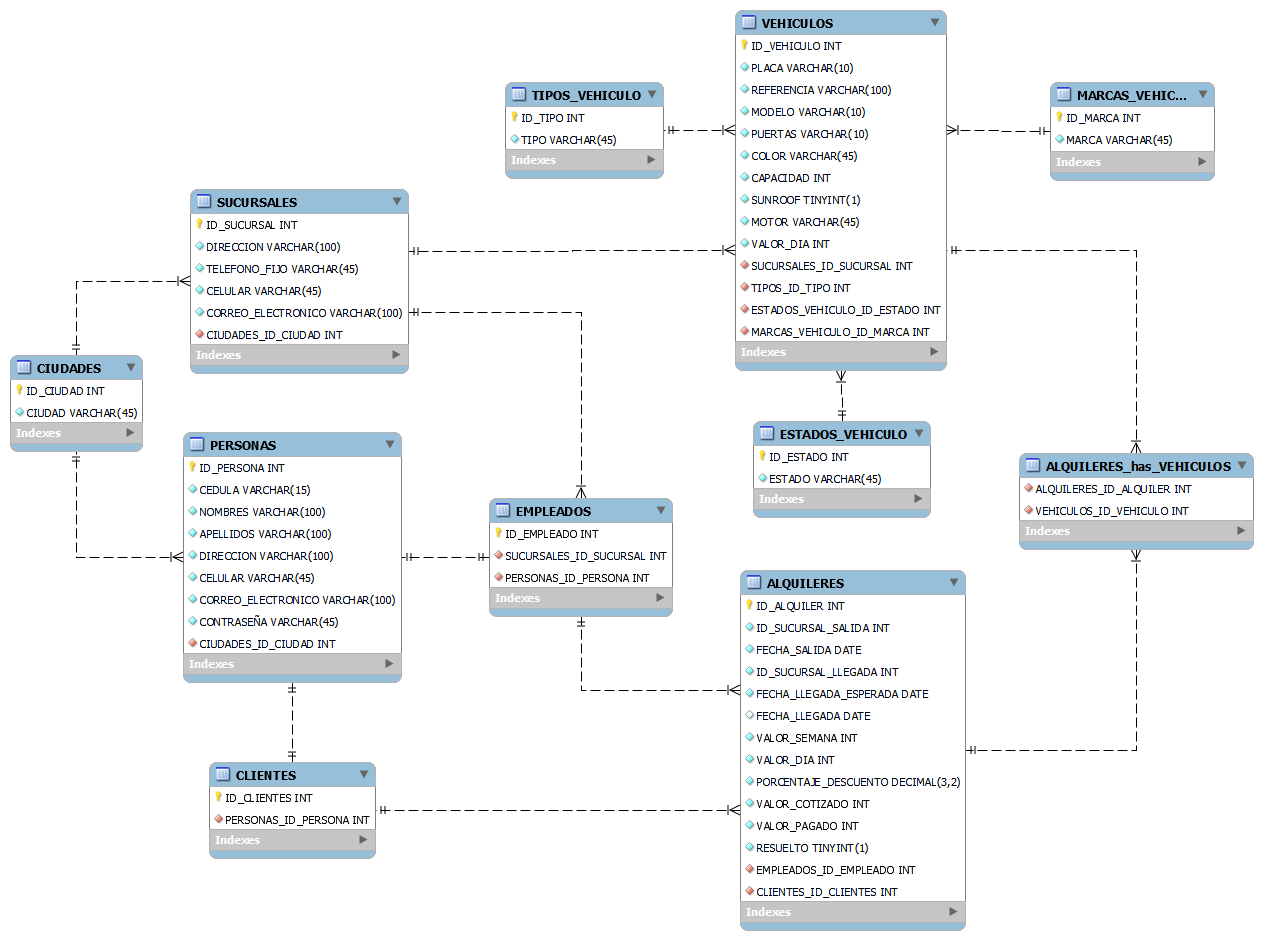 VEHICULOS
ID_VEHICULO INT
PLACA VARCHAR(10)
REFERENCIA VARCHAR(100)
MODELO VARCHAR(10)
PUERTAS VARCHAR(10)
COLOR VARCHAR(45)
CAPACIDAD INT
SUNROOF TINYINT(1)
MOTOR VARCHAR(45)
VALOR_DIA INT
SUCURSALES_ID_SUCURSAL INT
TIPOS_ID_TIPO INT
ESTADOS_VEHICULO_ID_ESTADO INT
MARCAS_VEHICULO_ID_MARCA INT
Indexes
TIPOS_VEHICULO
ID_TIPO INT
TIPO VARCHAR(45)
Indexes
MARCAS_VEHIC...
ID_MARCA INT
MARCA VARCHAR(45)
Indexes
SUCURSALES
ID_SUCURSAL INT
DIRECCION VARCHAR(100)
TELEFONO_FIJO VARCHAR(45)
CELULAR VARCHAR(45)
CORREO_ELECTRONICO VARCHAR(100)
CIUDADES_ID_CIUDAD INT
Indexes
CIUDADES
ID_CIUDAD INT
CIUDAD VARCHAR(45)
Indexes
PERSONAS
ID_PERSONA INT
CEDULA VARCHAR(15)
NOMBRES VARCHAR(100)
APELLIDOS VARCHAR(100)
DIRECCION VARCHAR(100)
CELULAR VARCHAR(45)
CORREO_ELECTRONICO VARCHAR(100)
CONTRASEÑA VARCHAR(45)
CIUDADES_ID_CIUDAD INT
Indexes
ESTADOS_VEHICULO
ID_ESTADO INT
ESTADO VARCHAR(45)
Indexes
ALQUILERES_has_VEHICULOS
ALQUILERES_ID_ALQUILER INT
VEHICULOS_ID_VEHICULO INT
Indexes
EMPLEADOS
ID_EMPLEADO INT
SUCURSALES_ID_SUCURSAL INT
PERSONAS_ID_PERSONA INT
Indexes
ALQUILERES
ID_ALQUILER INT
ID_SUCURSAL_SALIDA INT
FECHA_SALIDA DATE
ID_SUCURSAL_LLEGADA INT
FECHA_LLEGADA_ESPERADA DATE
FECHA_LLEGADA DATE
VALOR_SEMANA INT
VALOR_DIA INT
PORCENTAJE_DESCUENTO DECIMAL(3,2)
VALOR_COTIZADO INT
VALOR_PAGADO INT
RESUELTO TINYINT(1)
EMPLEADOS_ID_EMPLEADO INT
CLIENTES_ID_CLIENTES INT
Indexes
CLIENTES
ID_CLIENTES INT
PERSONAS_ID_PERSONA INT
Indexes